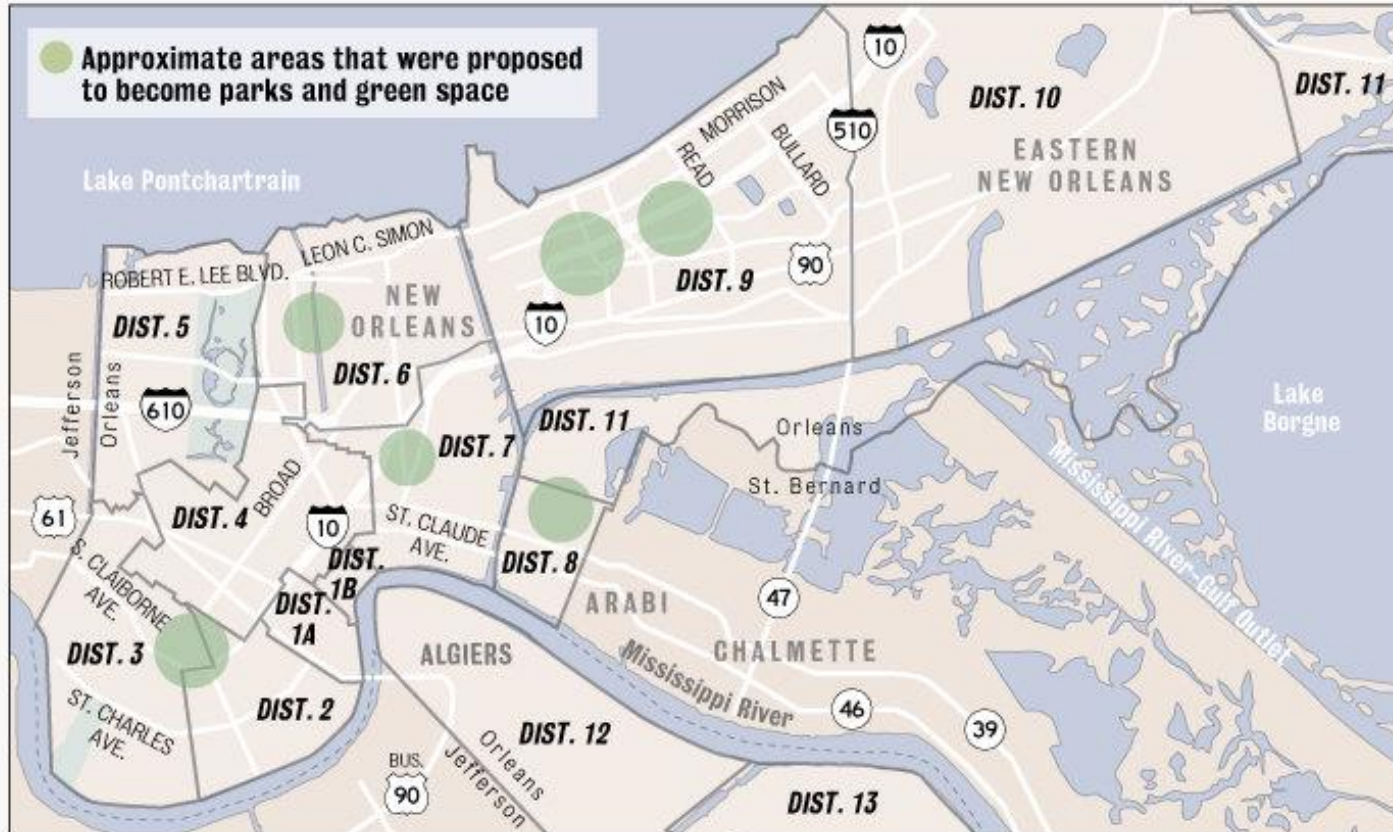 Approximate areas that were proposed
to become parks and green space
10
DIST. 10
DIST. 11
MORRISON
READ
BULLARD
510
EASTERN
NEW ORLEANS
Lake Pontchartrain
LEON C. SIMON
ROBERT E. LEE BLVD.
90
DIST. 9
NEW
ORLEANS
10
DIST. 5
DIST. 6
Jefferson
Orleans
610
Lake
Borgne
DIST. 11
Orleans
DIST. 7
St. Bernard
BROAD
Mississippi River-Gulf Outlet
61
DIST. 4
10
ST. CLAUDE
AVE.
DIST. 8
S. CLAIBORNE
AVE.
DIST.
1B
DIST.
1A
47
ARABI
DIST. 3
ALGIERS
CHALMETTE
Mississippi River
46
39
ST. CHARLES
AVE.
DIST. 2
Orleans
Jefferson
DIST. 12
BUS.
90
DIST. 13